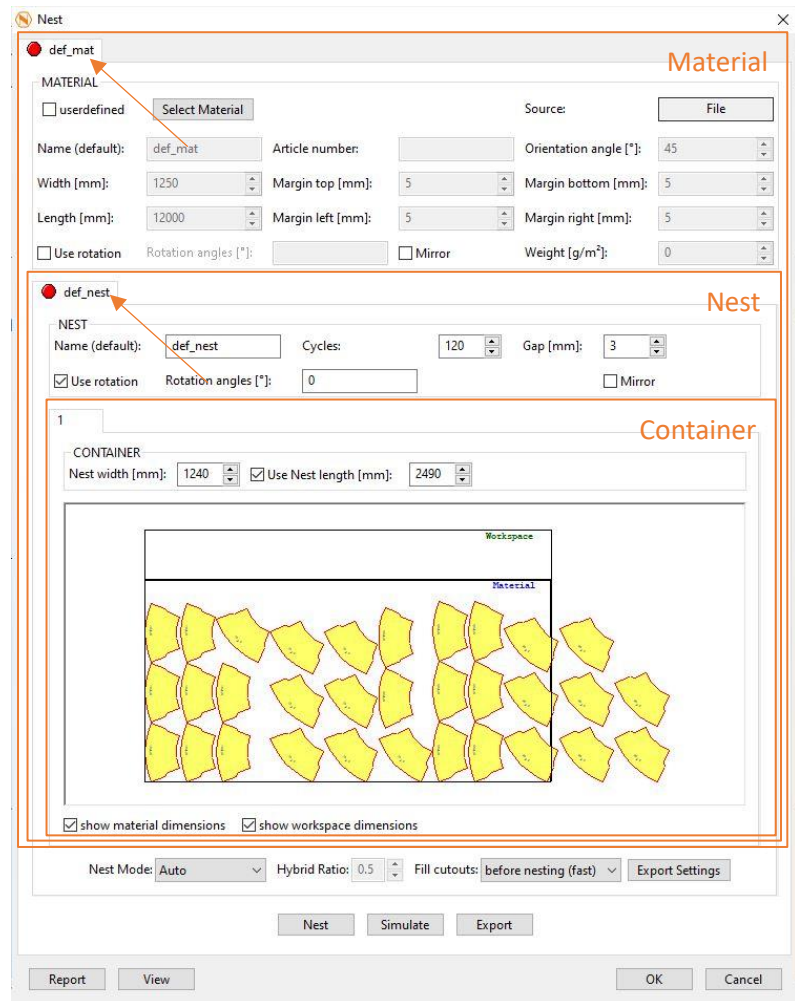 Nest
def_mat
Material
MATERIAL
userdefined Select Material Source: File
Name (default): def_mat Article number: Orientation angle [°]: 45
Width [mm]: 1250 Margin top [mm]: 5 Margin bottom [mm]: 5
Length [mm]: 12000 Margin left [mm]: 5 Margin right [mm]: 5
Use rotation Rotation angles [°]: Mirror Weight [g/m²]: 0
def_nest
Nest
NEST
Name (default): def_nest Cycles: 120 Gap [mm]: 3
Use rotation Rotation angles [°]: 0 Mirror
1
Container
CONTAINER
Nest width [mm]: 1240 Use Nest length [mm]: 2490
Workspace
Material
show material dimensions show workspace dimensions
Nest Mode: Auto Hybrid Ratio: 0.5 Fill cutouts: before nesting (fast) Export Settings
Nest Simulate Export
Report View OK Cancel